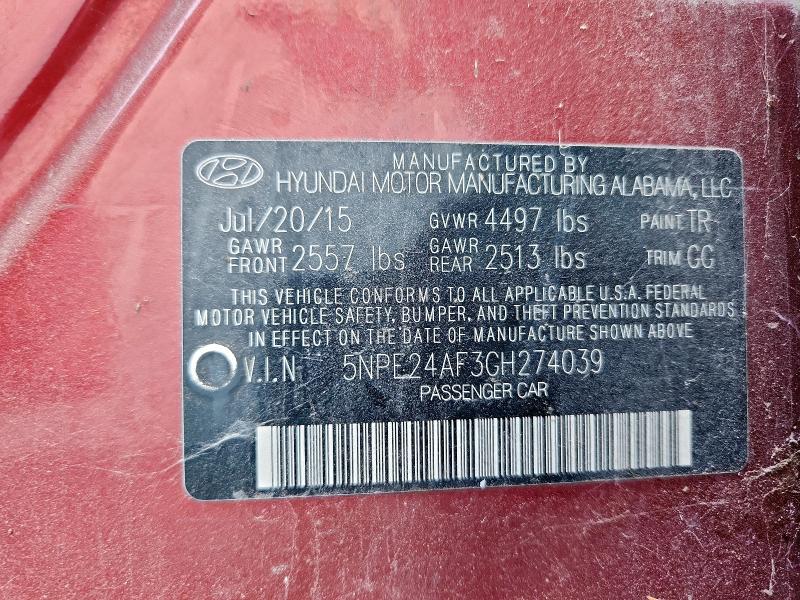 MANUFACTURED BY
HYUNDAI MOTOR MANUFACTURING ALABAMA, LLC
Jul/20/15 GVWR 4497 lbs PAINT TR
GAWR FRONT 2557 lbs GAWR REAR 2513 lbs TRIM GG
THIS VEHICLE CONFORMS TO ALL APPLICABLE U.S.A. FEDERAL
MOTOR VEHICLE SAFETY, BUMPER, AND THEFT PREVENTION STANDARDS
IN EFFECT ON THE DATE OF MANUFACTURE SHOWN ABOVE
V.I.N 5NPE24AF3GH274039
PASSENGER CAR